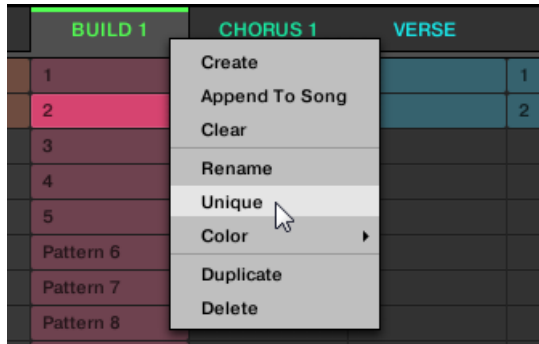 BUILD 1 CHORUS 1 VERSE
1
2
3
4
5
Pattern 6
Pattern 7
Pattern 8
Create
Append To Song
Clear
Rename
Unique
Color
Duplicate
Delete
1
2